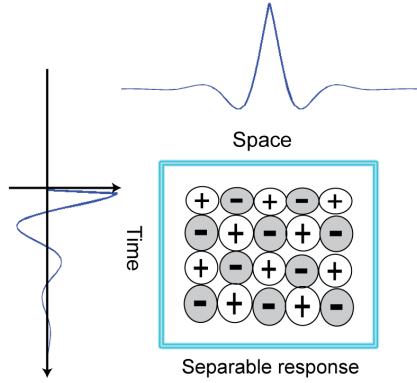 Space
Time
+ - + - +
- + - + -
+ - + - +
- + - + -
Separable response